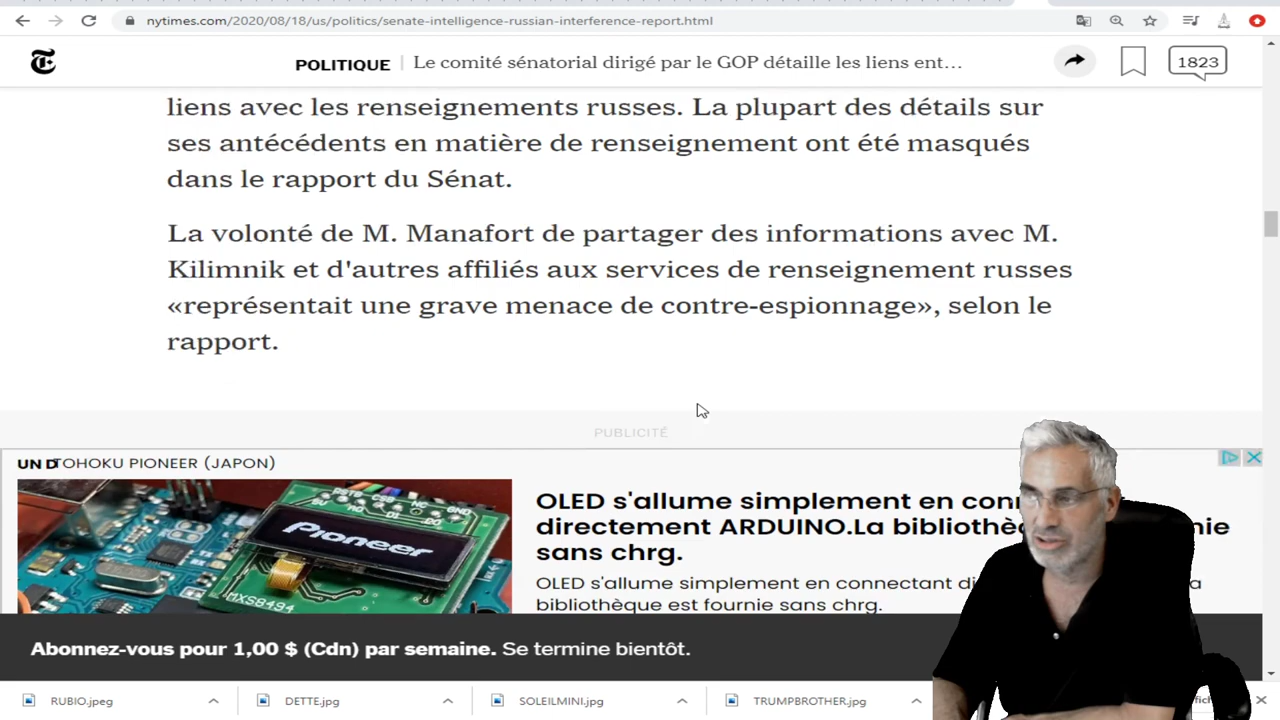 nytimes.com/2020/08/18/us/politics/senate-intelligence-russian-interference-report.html
POLITIQUE | Le comité sénatorial dirigé par le GOP détaille les liens ent...
1823
liens avec les renseignements russes. La plupart des détails sur
ses antécédents en matière de renseignement ont été masqués
dans le rapport du Sénat.
La volonté de M. Manafort de partager des informations avec M.
Kilimnik et d'autres affiliés aux services de renseignement russes
«représentait une grave menace de contre-espionnage», selon le
rapport.
PUBLICITÉ
UN D TOHOKU PIONEER (JAPON)
Pioneer
MXS8494
OLED s'allume simplement en con
directement ARDUINO.La bibliothè nie
sans chrg.
OLED s'allume simplement en connectant di la
bibliothèque est fournie sans chrg.
Abonnez-vous pour 1,00 $ (Cdn) par semaine. Se termine bientôt.
RUBIO.jpeg
DETTE.jpg
SOLEILMINI.jpg
TRUMPBROTHER.jpg